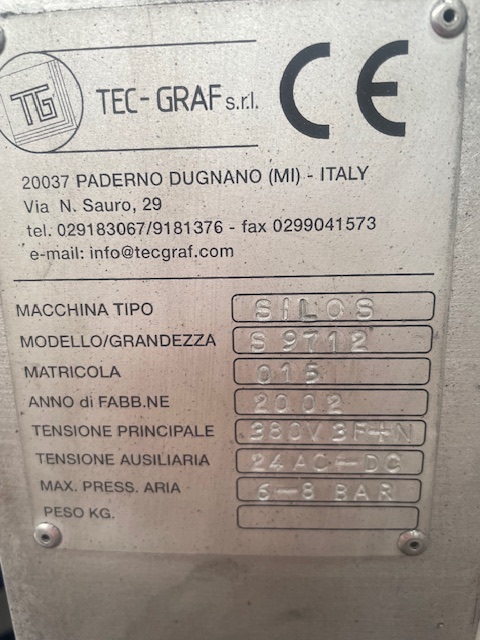 TG TEC-GRAF s.r.l. CE
20037 PADERNO DUGNANO (MI) - ITALY
Via N. Sauro, 29
tel. 029183067/9181376 - fax 0299041573
e-mail: info@tecgraf.com
MACCHINA TIPO SILOS
MODELLO/GRANDEZZA S 9712
MATRICOLA 015
ANNO di FABB.NE 2002
TENSIONE PRINCIPALE 380V 3F+N
TENSIONE AUSILIARIA 24AC-DC
MAX. PRESS. ARIA 6-8 BAR
PESO KG.